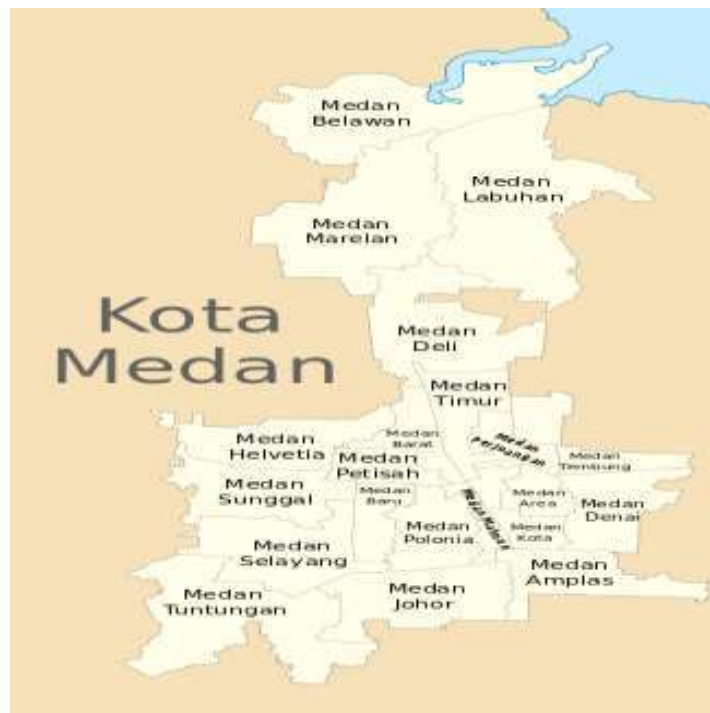 Medan
Belawan
Medan
Labuhan
Medan
Marelan
Kota
Medan
Medan
Deli
Medan
Timur
Medan
Barat
Medan
Helvetia
Medan
Perjuangan
Medan
Petisah
Medan
Tembung
Medan
Sunggal
Medan
Baru
Medan
Area
Medan
Denai
Medan Maimun
Medan
Polonia
Medan
Kota
Medan
Selayang
Medan
Amplas
Medan
Tuntungan
Medan
Johor